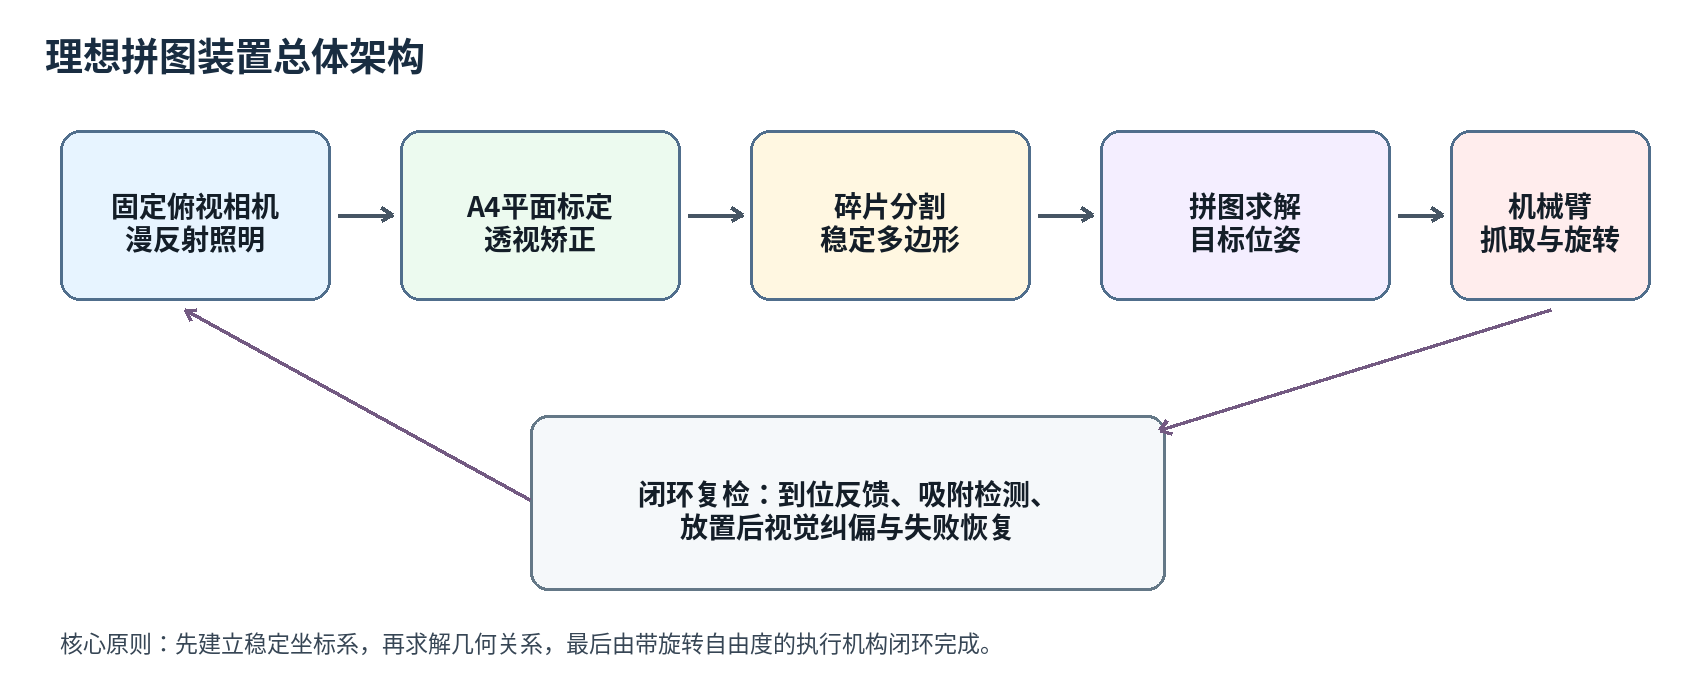 理想拼图装置总体架构
固定俯视相机
漫反射照明
A4平面标定
透视矫正
碎片分割
稳定多边形
拼图求解
目标位姿
机械臂
抓取与旋转
闭环复检：到位反馈、吸附检测、
放置后视觉纠偏与失败恢复
核心原则：先建立稳定坐标系，再求解几何关系，最后由带旋转自由度的执行机构闭环完成。